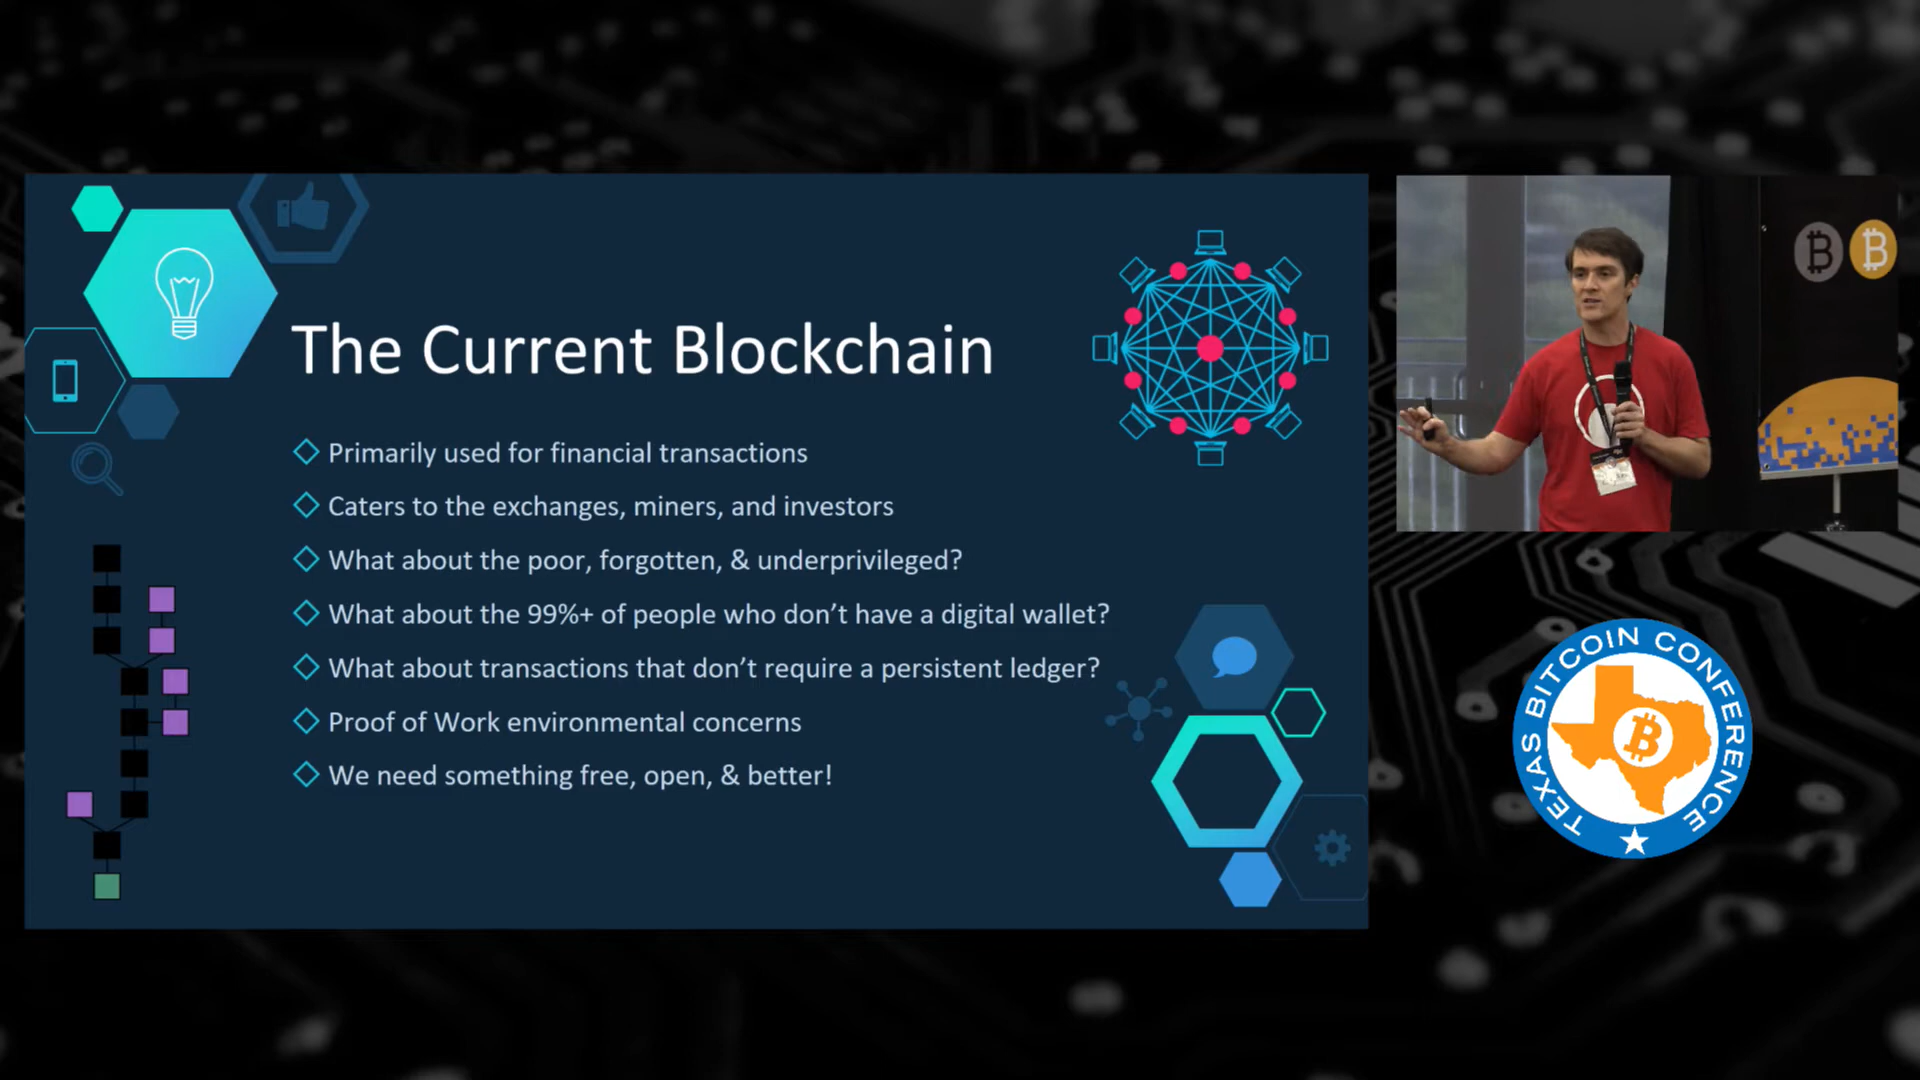 The Current Blockchain
Primarily used for financial transactions
Caters to the exchanges, miners, and investors
What about the poor, forgotten, & underprivileged?
What about the 99%+ of people who don’t have a digital wallet?
What about transactions that don’t require a persistent ledger?
Proof of Work environmental concerns
We need something free, open, & better!
TEXAS BITCOIN CONFERENCE